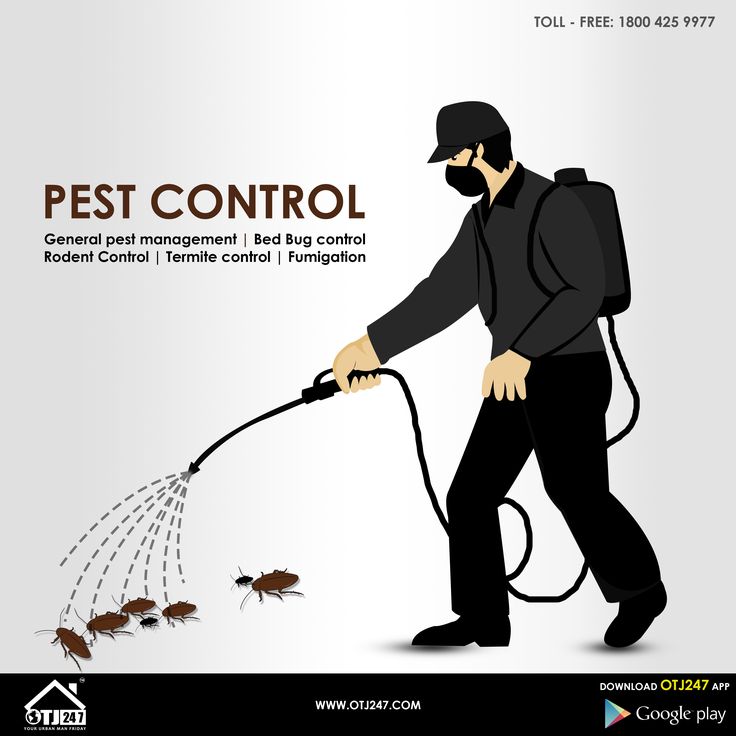 TOLL - FREE: 1800 425 9977
PEST CONTROL
General pest management | Bed Bug control
Rodent Control | Termite control | Fumigation
OTJ247
YOUR URBAN MAN FRIDAY
WWW.OTJ247.COM
DOWNLOAD OTJ247 APP
Google play